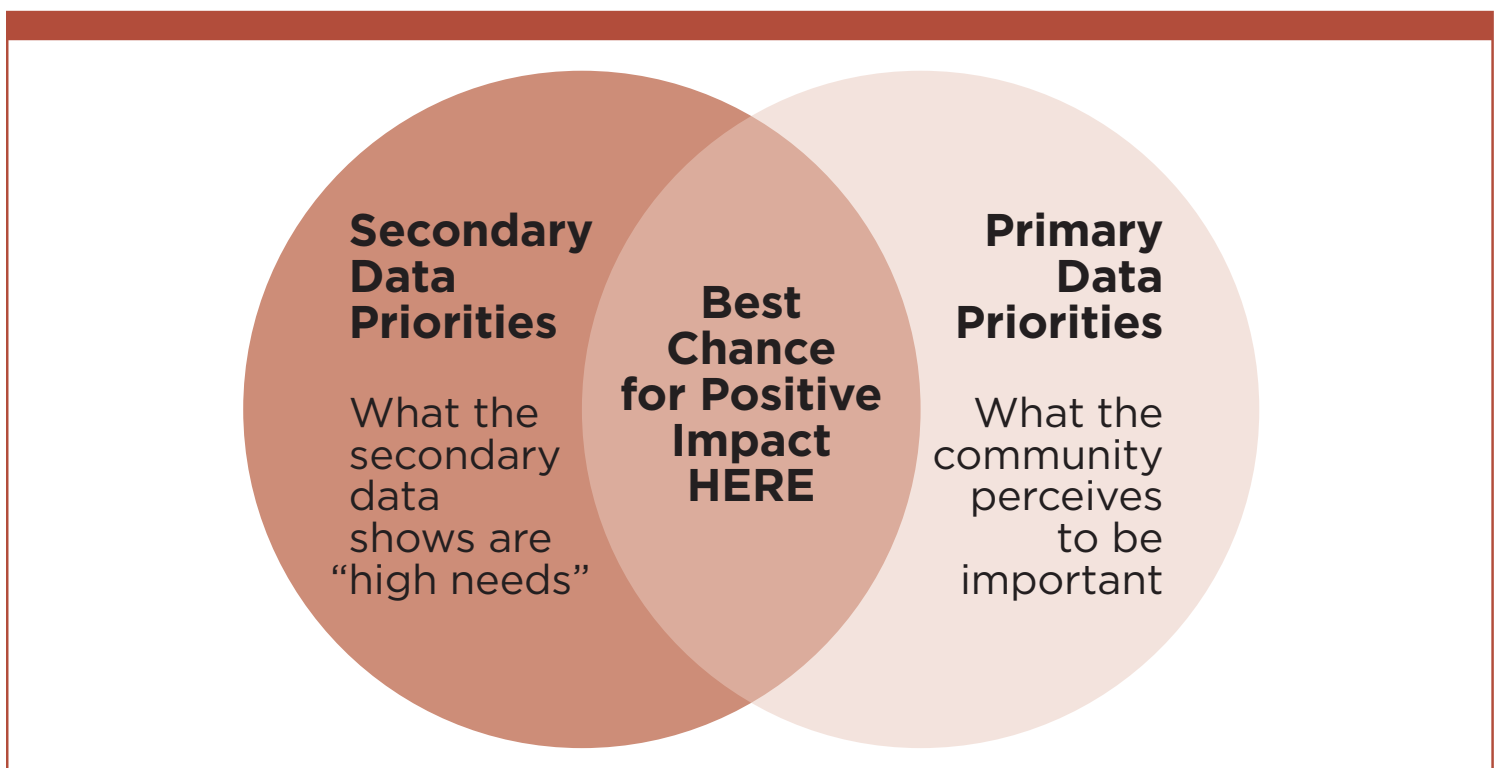 Secondary
Data
Priorities
What the
secondary
data
shows are
“high needs”
Best
Chance
for Positive
Impact
HERE
Primary
Data
Priorities
What the
community
perceives
to be
important